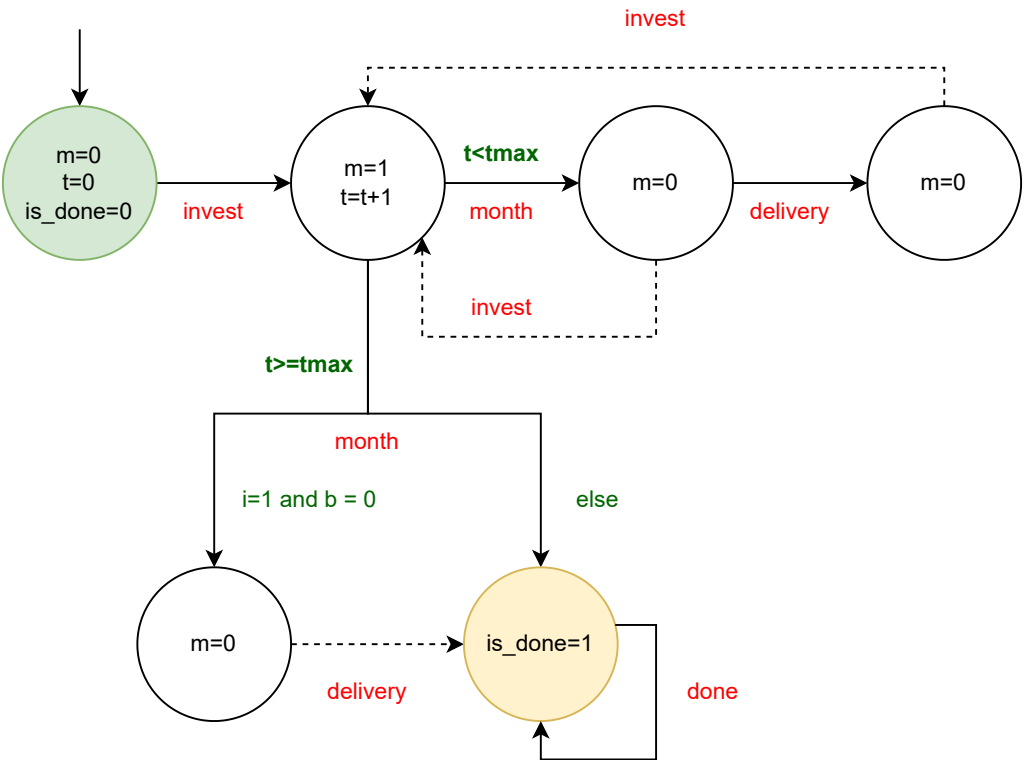 invest
m=0
t=0
is_done=0
invest
m=1
t=t+1
t<tmax
month
m=0
delivery
m=0
invest
t>=tmax
month
i=1 and b = 0
else
m=0
delivery
is_done=1
done